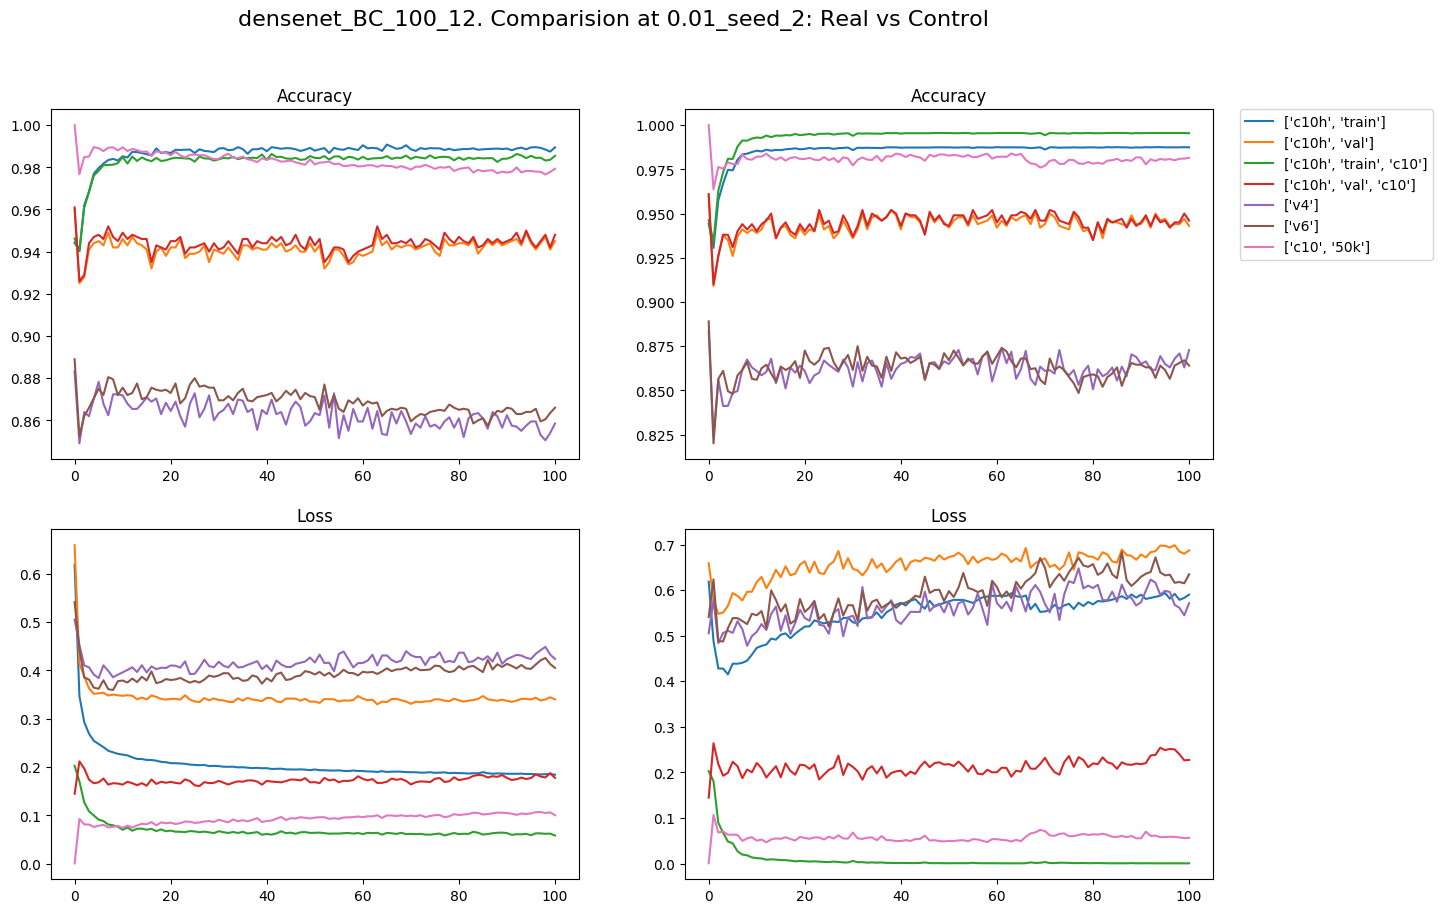 densenet_BC_100_12. Comparision at 0.01_seed_2: Real vs Control
Accuracy
1.00
0.98
0.96
0.94
0.92
0.90
0.88
0.86
0 20 40 60 80 100
Accuracy
1.000
0.975
0.950
0.925
0.900
0.875
0.850
0.825
0 20 40 60 80 100
['c10h', 'train']
['c10h', 'val']
['c10h', 'train', 'c10']
['c10h', 'val', 'c10']
['v4']
['v6']
['c10', '50k']
Loss
0.6
0.5
0.4
0.3
0.2
0.1
0.0
0 20 40 60 80 100
Loss
0.7
0.6
0.5
0.4
0.3
0.2
0.1
0.0
0 20 40 60 80 100